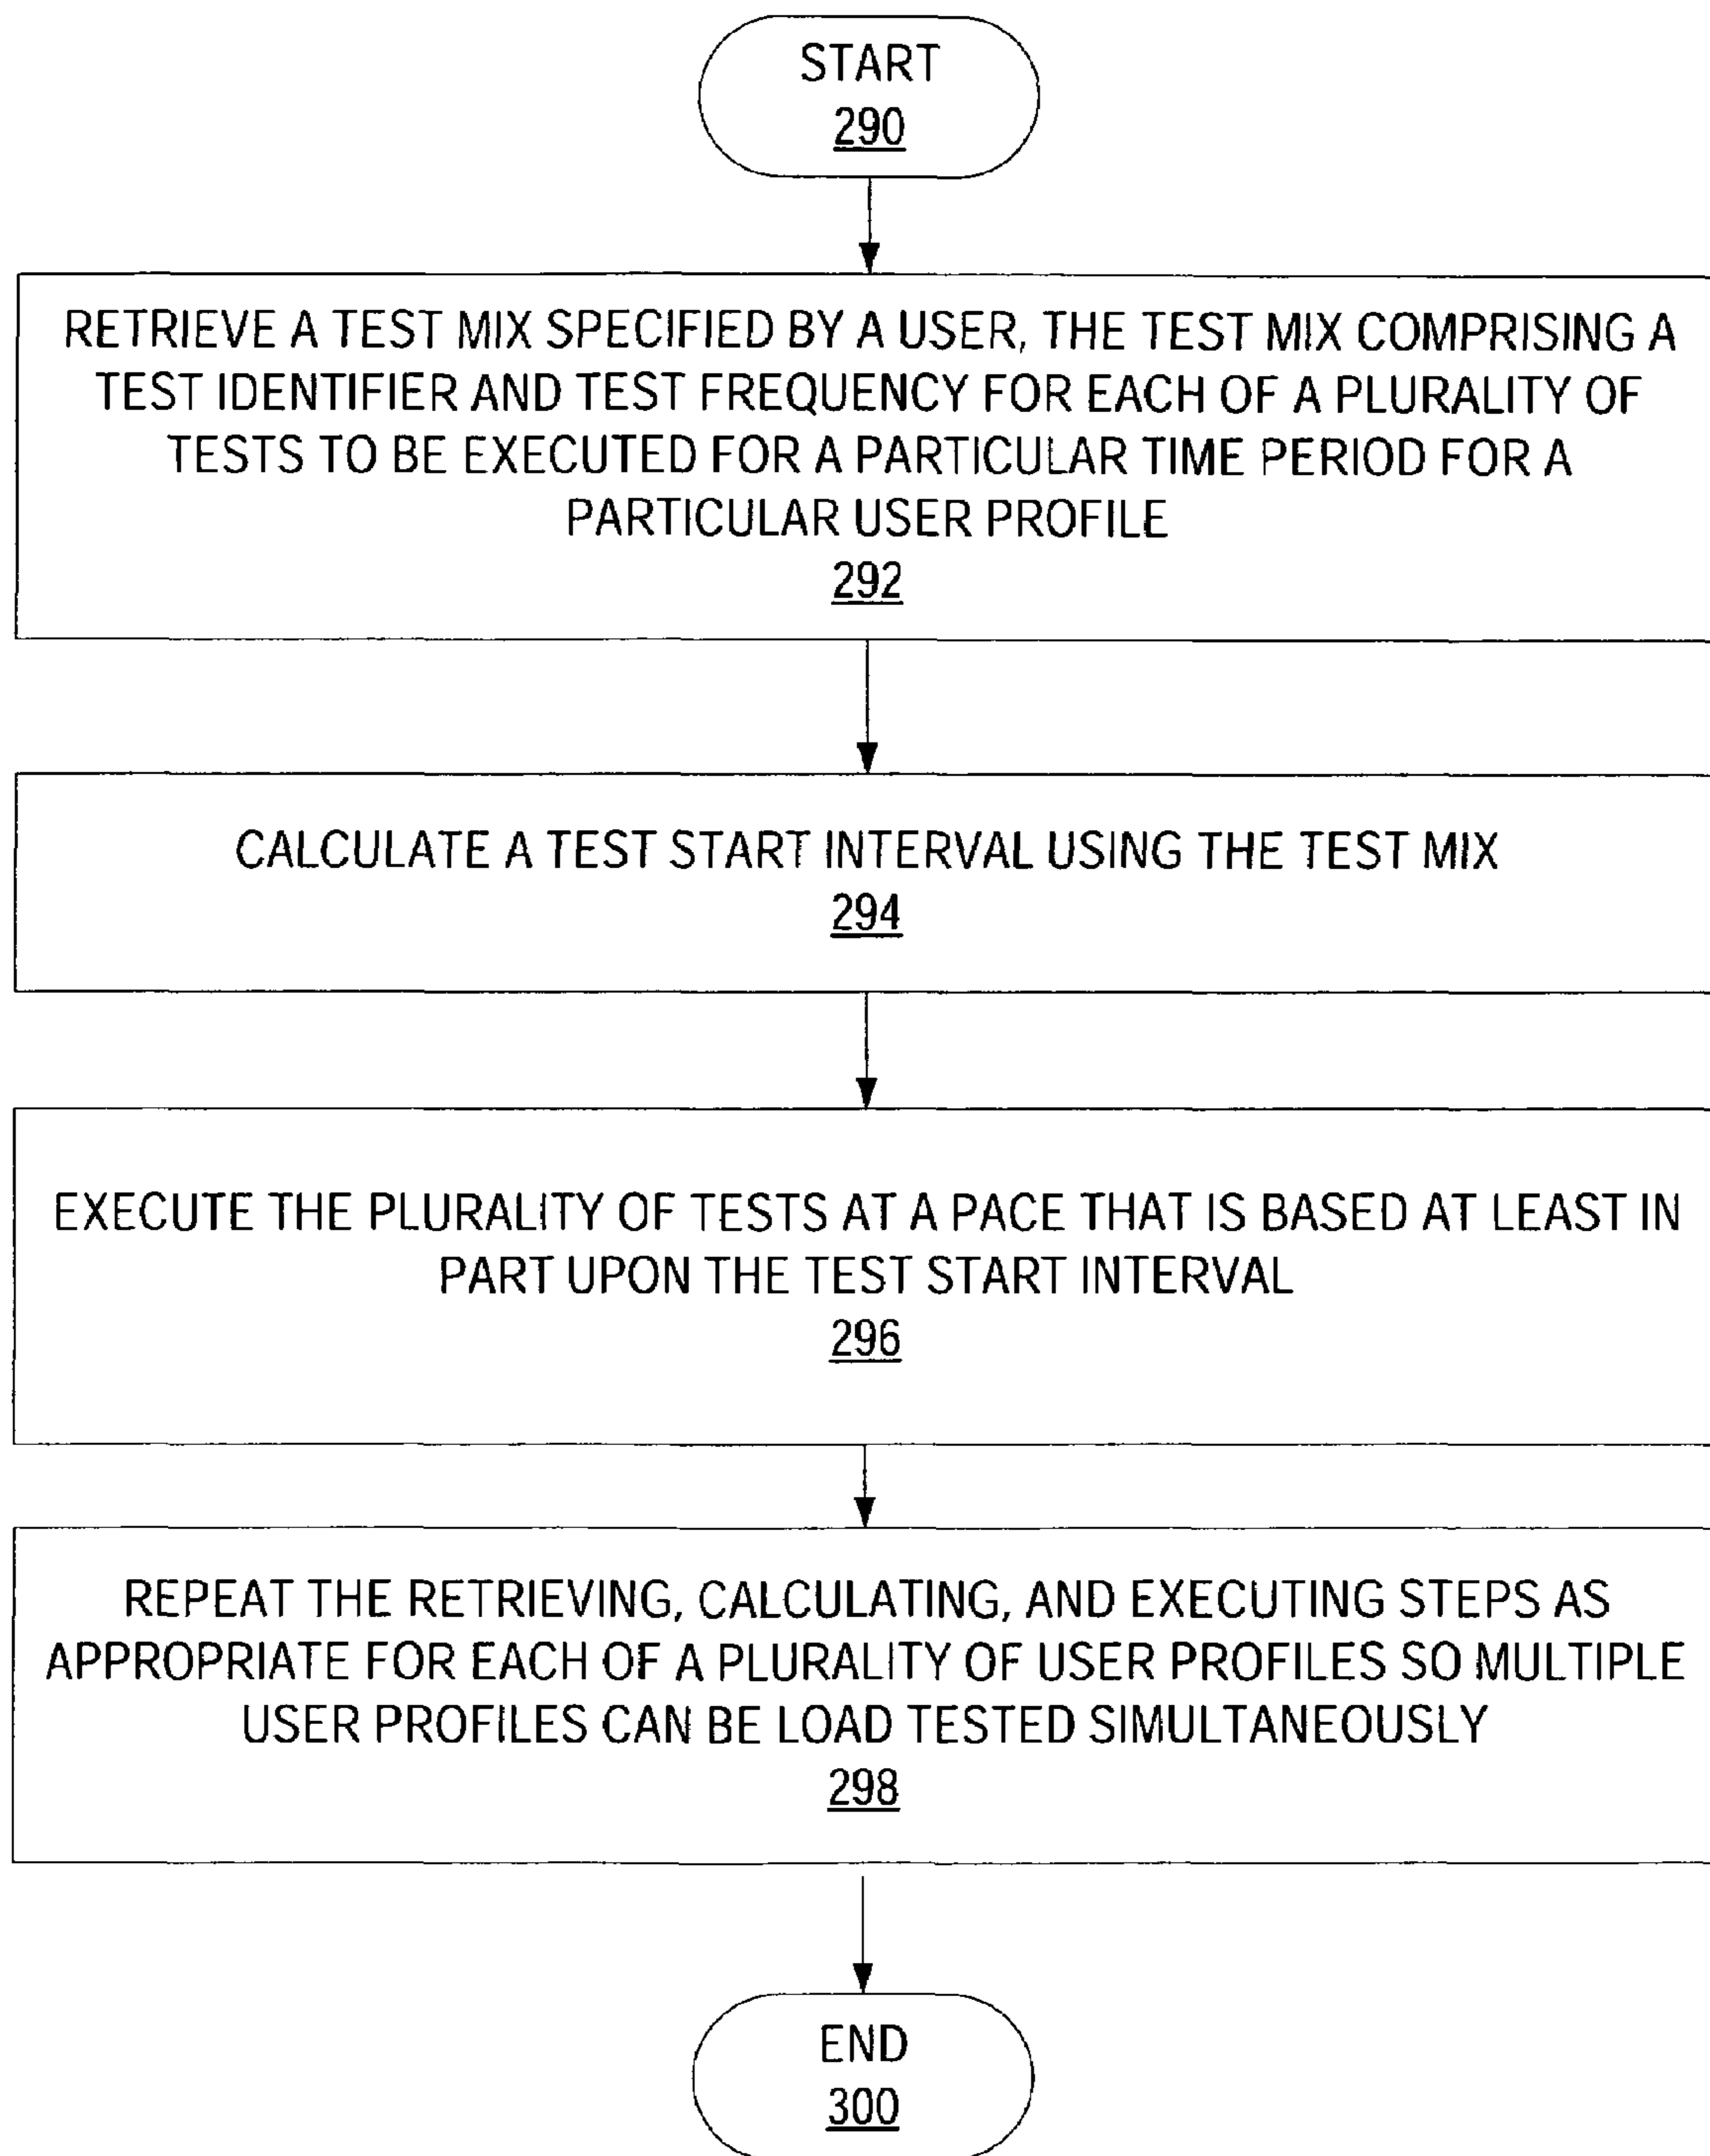 START
290
RETRIEVE A TEST MIX SPECIFIED BY A USER, THE TEST MIX COMPRISING A
TEST IDENTIFIER AND TEST FREQUENCY FOR EACH OF A PLURALITY OF
TESTS TO BE EXECUTED FOR A PARTICULAR TIME PERIOD FOR A
PARTICULAR USER PROFILE
292
CALCULATE A TEST START INTERVAL USING THE TEST MIX
294
EXECUTE THE PLURALITY OF TESTS AT A PACE THAT IS BASED AT LEAST IN
PART UPON THE TEST START INTERVAL
296
REPEAT THE RETRIEVING, CALCULATING, AND EXECUTING STEPS AS
APPROPRIATE FOR EACH OF A PLURALITY OF USER PROFILES SO MULTIPLE
USER PROFILES CAN BE LOAD TESTED SIMULTANEOUSLY
298
END
300